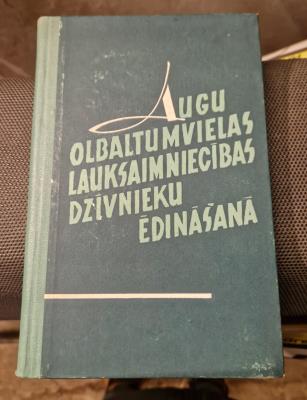 AUGU
OLBALTUMVIELAS
LAUKSAIMNIECĪBAS
DZĪVNIEKU
ĒDINĀŠANĀ